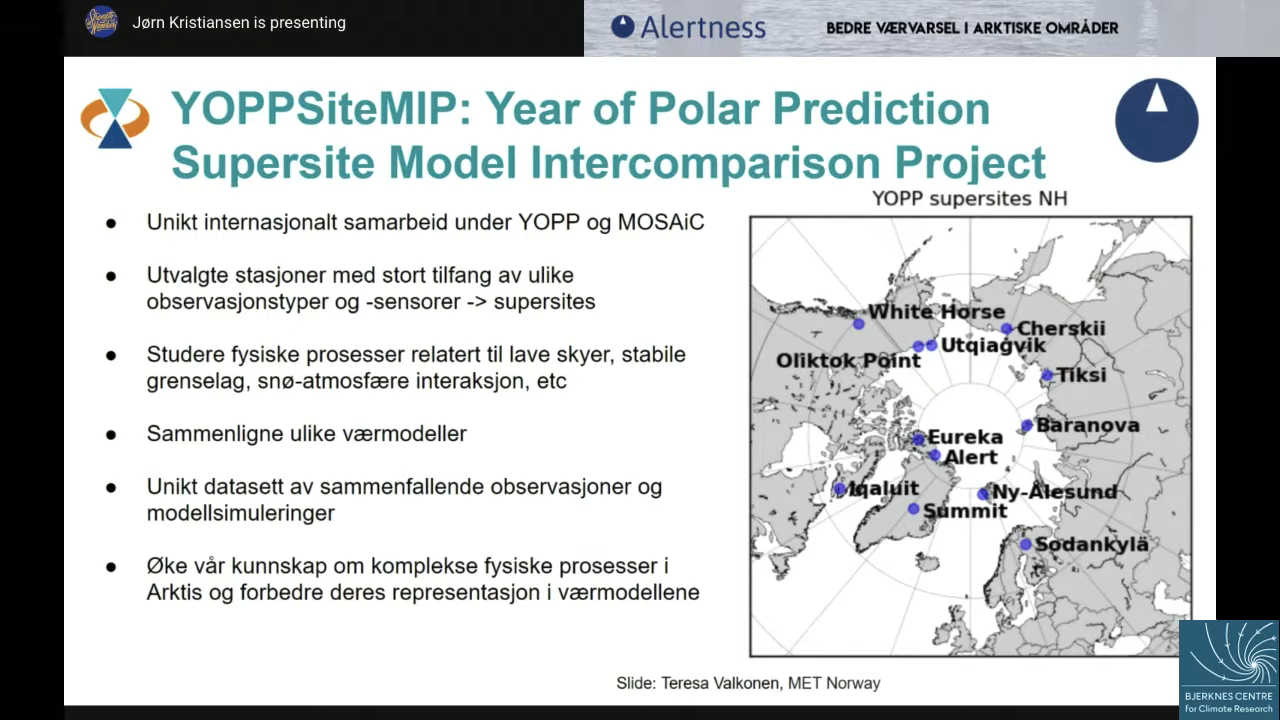 Jørn Kristiansen is presenting
Alertness
BEDRE VÆRVARSEL I ARKTISKE OMRÅDER
YOPPSiteMIP: Year of Polar Prediction
Supersite Model Intercomparison Project
● Unikt internasjonalt samarbeid under YOPP og MOSAiC
● Utvalgte stasjoner med stort tilfang av ulike
observasjonstyper og -sensorer -> supersites
● Studere fysiske prosesser relatert til lave skyer, stabile
grenselag, snø-atmosfære interaksjon, etc
● Sammenligne ulike værmodeller
● Unikt datasett av sammenfallende observasjoner og
modellsimuleringer
● Øke vår kunnskap om komplekse fysiske prosesser i
Arktis og forbedre deres representasjon i værmodellene
YOPP supersites NH
White Horse
Cherskii
Utqiagvik
Oliktok Point
Tiksi
Baranova
Eureka
Alert
Iqaluit
Ny-Alesund
Summit
Sodankylä
Slide: Teresa Valkonen, MET Norway
BJERKNES CENTRE
for Climate Research